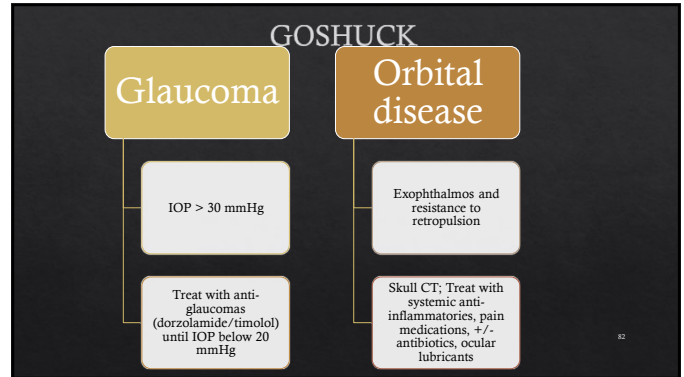 GOSHUCK
Glaucoma
IOP > 30 mmHg
Treat with anti-
glaucomas
(dorzolamide/timolol)
until IOP below 20
mmHg
Orbital
disease
Exophthalmos and
resistance to
retropulsion
Skull CT; Treat with
systemic anti-
inflammatories, pain
medications, +/-
antibiotics, ocular
lubricants
82